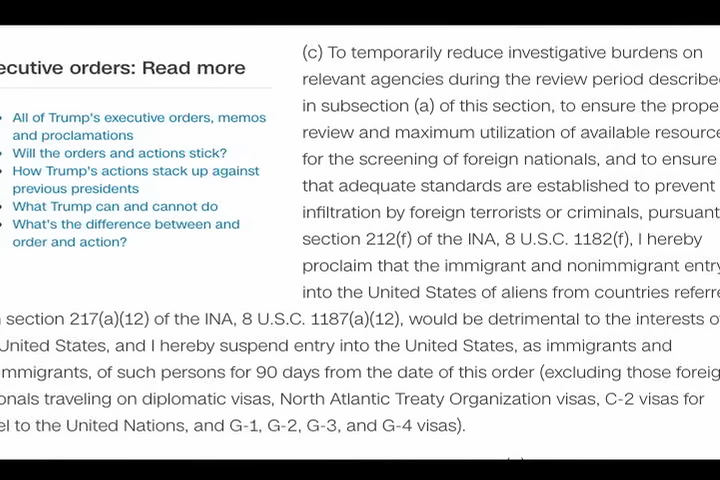 ecutive orders: Read more
All of Trump's executive orders, memos
and proclamations
Will the orders and actions stick?
How Trump's actions stack up against
previous presidents
What Trump can and cannot do
What's the difference between and
order and action?
(c) To temporarily reduce investigative burdens on
relevant agencies during the review period describe
in subsection (a) of this section, to ensure the prope
review and maximum utilization of available resource
for the screening of foreign nationals, and to ensure
that adequate standards are established to prevent
infiltration by foreign terrorists or criminals, pursuant
section 212(f) of the INA, 8 U.S.C. 1182(f), I hereby
proclaim that the immigrant and nonimmigrant entry
into the United States of aliens from countries referre
section 217(a)(12) of the INA, 8 U.S.C. 1187(a)(12), would be detrimental to the interests o
United States, and I hereby suspend entry into the United States, as immigrants and
immigrants, of such persons for 90 days from the date of this order (excluding those foreig
onals traveling on diplomatic visas, North Atlantic Treaty Organization visas, C-2 visas for
el to the United Nations, and G-1, G-2, G-3, and G-4 visas).